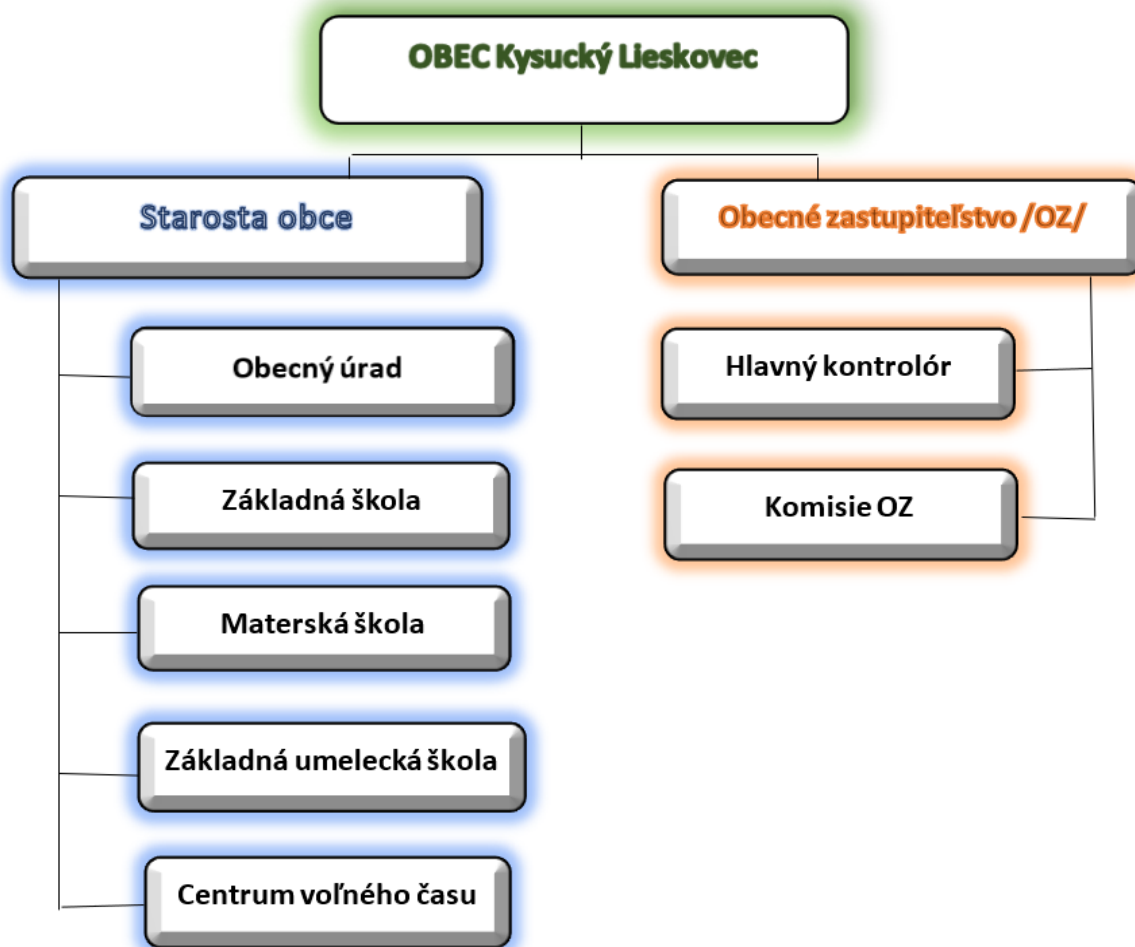 OBEC Kysucký Lieskovec
Starosta obce
Obecný úrad
Základná škola
Materská škola
Základná umelecká škola
Centrum voľného času
Obecné zastupiteľstvo /OZ/
Hlavný kontrolór
Komisie OZ